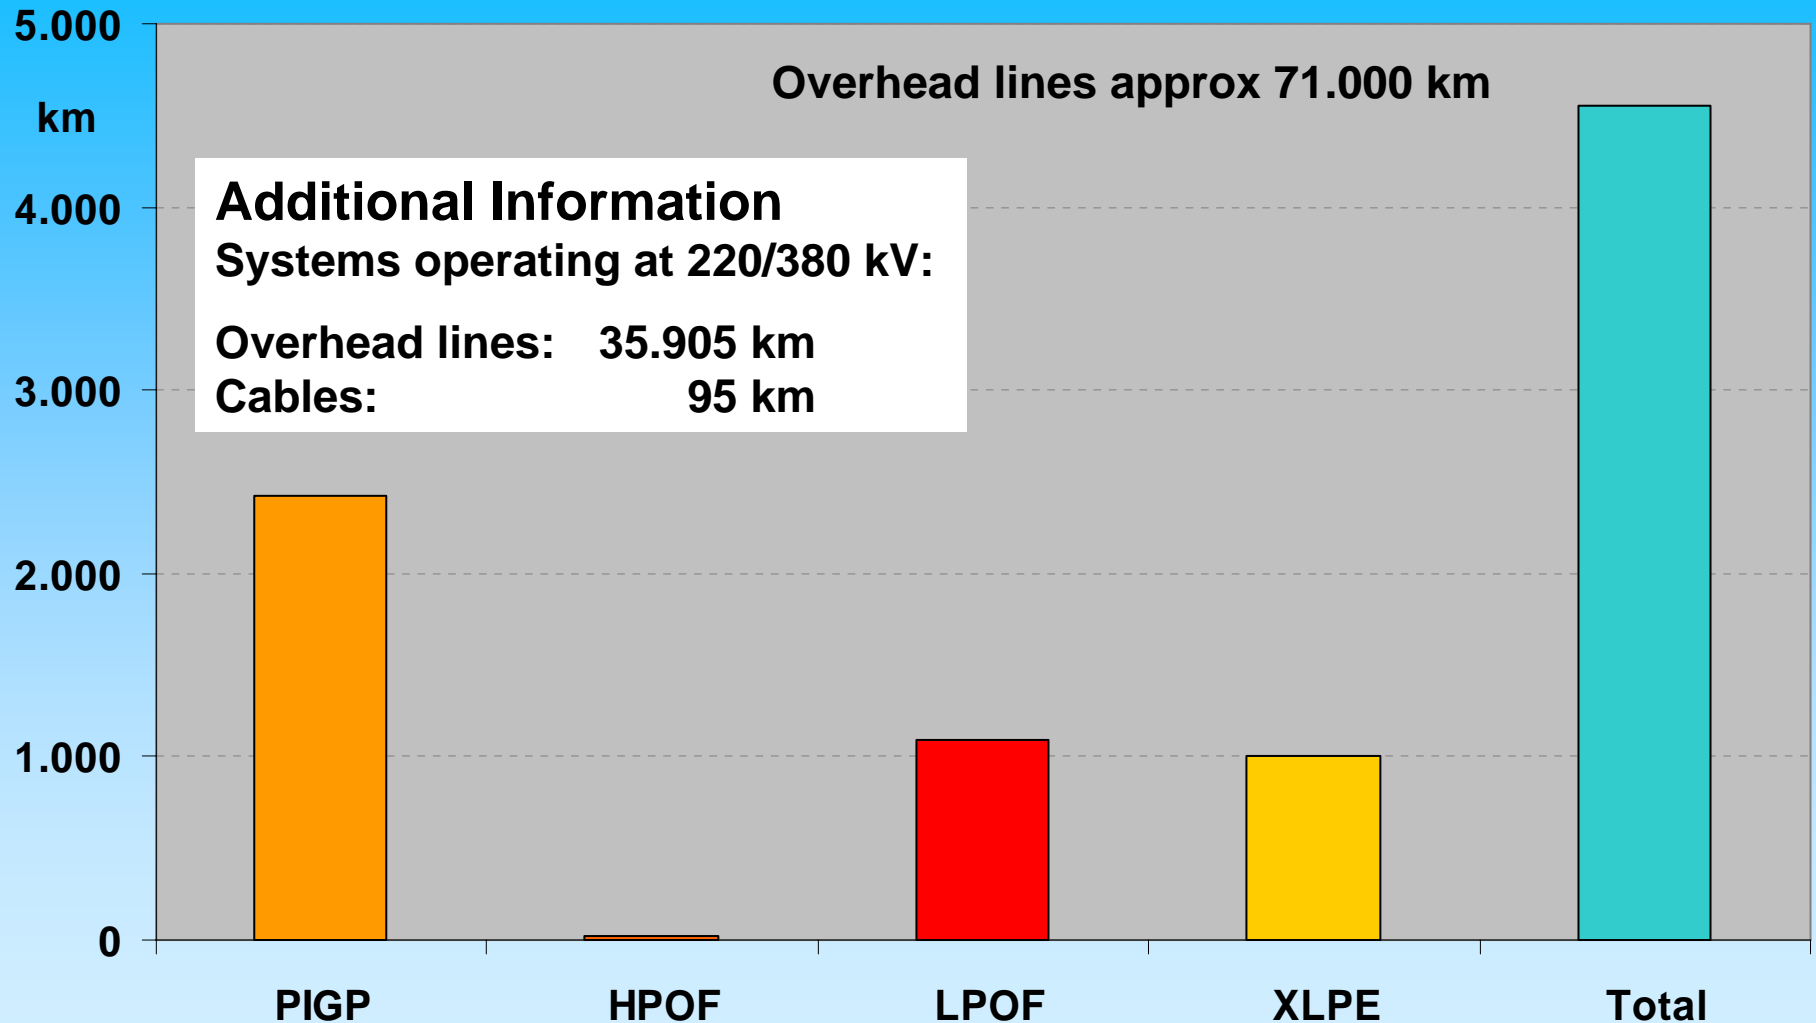 5.000
km
4.000
3.000
2.000
1.000
0
Overhead lines approx 71.000 km
Additional Information
Systems operating at 220/380 kV:
Overhead lines: 35.905 km
Cables: 95 km
PIGP HPOF LPOF XLPE Total